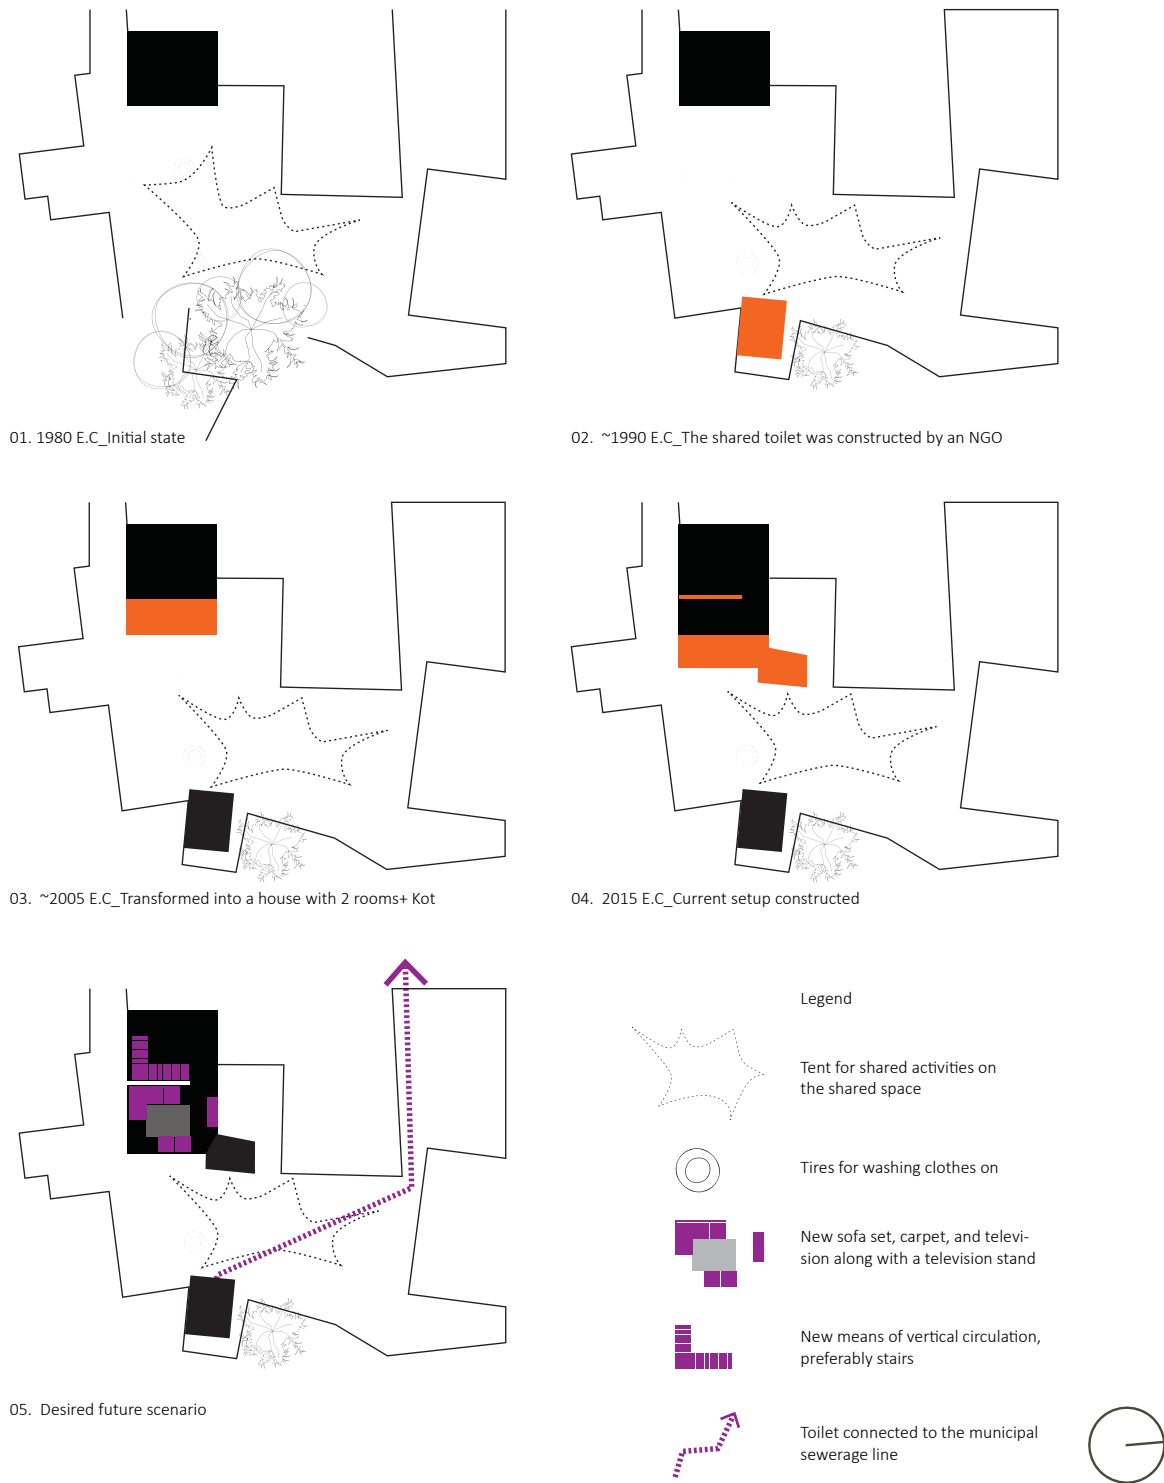 01. 1980 E.C_Initial state
02.  ~1990 E.C_The shared toilet was constructed by an NGO
03.  ~2005 E.C_Transformed into a house with 2 rooms+ Kot
04.  2015 E.C_Current setup constructed
05.  Desired future scenario
Legend
Tent for shared activities on
the shared space
Tires for washing clothes on
New sofa set, carpet, and televi-
sion along with a television stand
New means of vertical circulation,
preferably stairs
Toilet connected to the municipal
sewerage line